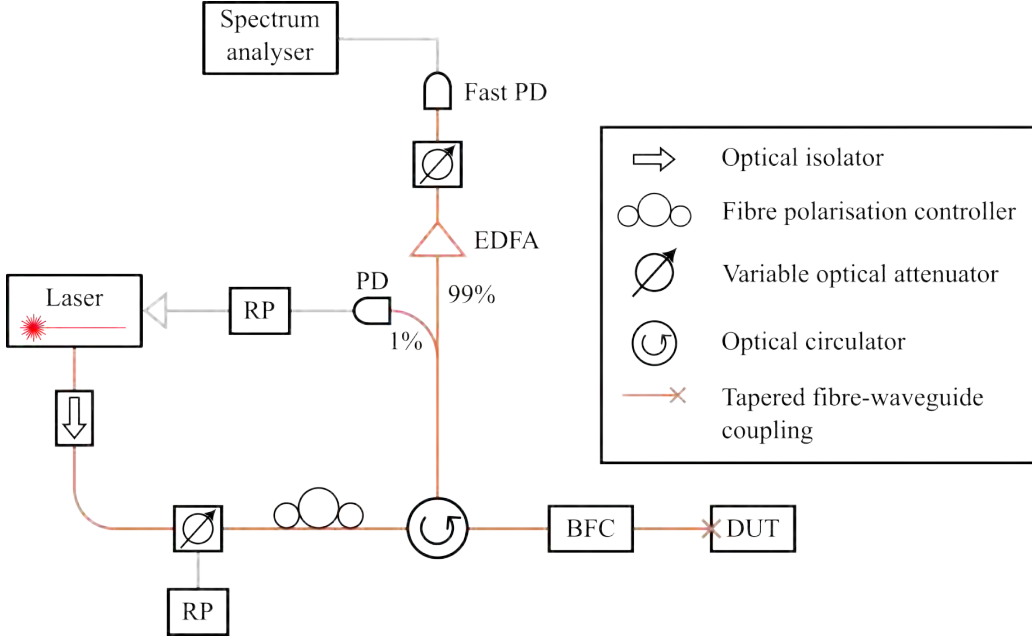 Spectrum
analyser
Fast PD
EDFA
99%
PD
1%
RP
Laser
RP
BFC
DUT
Optical isolator
Fibre polarisation controller
Variable optical attenuator
Optical circulator
Tapered fibre-waveguide
coupling